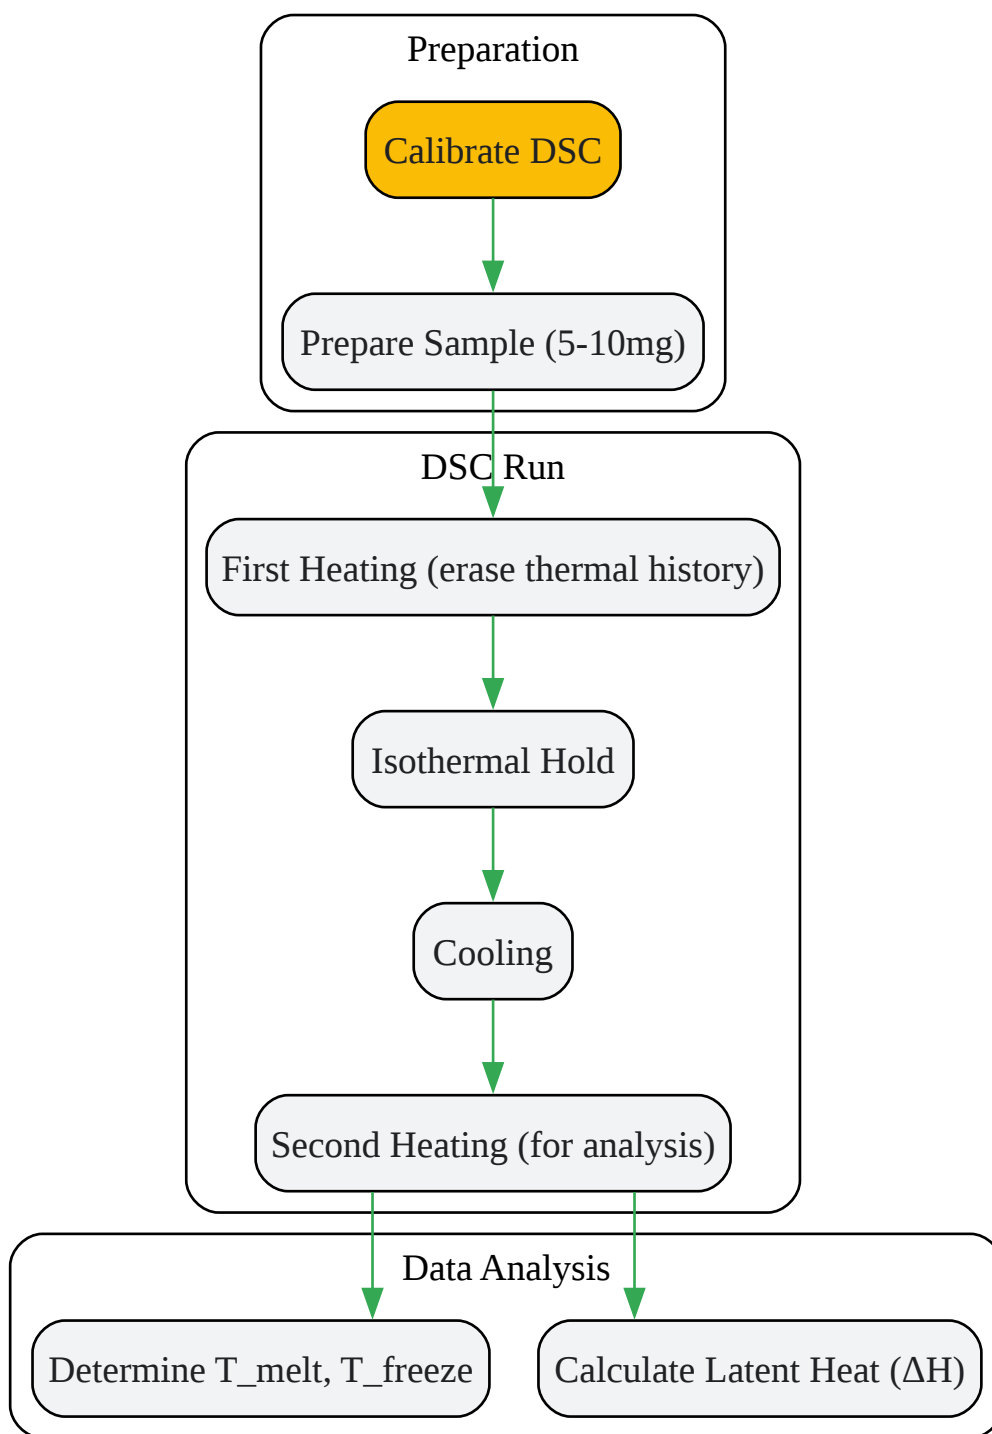 Preparation
Calibrate DSC
Prepare Sample (5-10mg)
DSC Run
First Heating (erase thermal history)
Isothermal Hold
Cooling
Second Heating (for analysis)
Data Analysis
Determine T_melt, T_freeze
Calculate Latent Heat (ΔH)